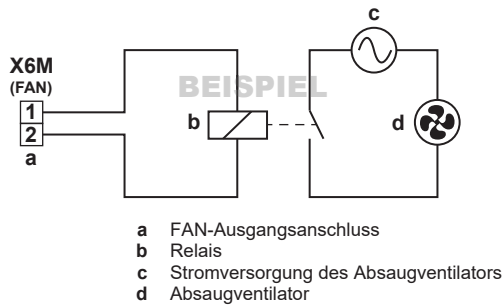 c
X6M
(FAN)
BEISPIEL
1
2
b
d
a
a FAN-Ausgangsanschluss
b Relais
c Stromversorgung des Absaugventilators
d Absaugventilator